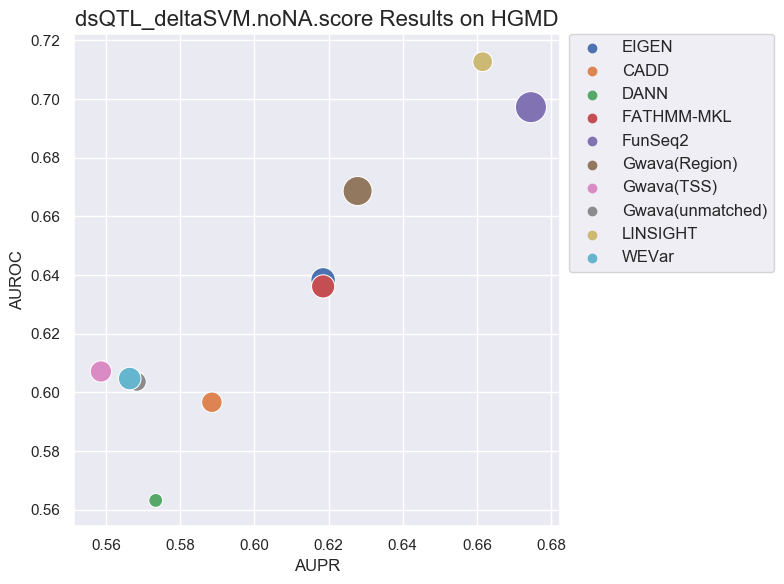 dsQTL_deltaSVM.noNA.score Results on HGMD
0.72
0.70
0.68
0.66
0.64
0.62
0.60
0.58
0.56
AUROC
0.56 0.58 0.60 0.62 0.64 0.66 0.68
AUPR
EIGEN
CADD
DANN
FATHMM-MKL
FunSeq2
Gwava(Region)
Gwava(TSS)
Gwava(unmatched)
LINSIGHT
WEVar